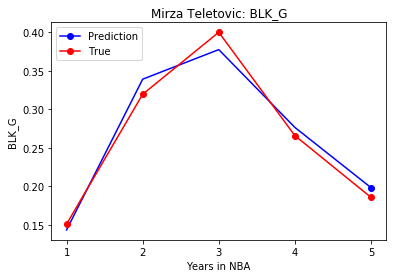 Mirza Teletovic: BLK_G
Prediction
True
0.40
0.35
0.30
0.25
0.20
0.15
BLK_G
1 2 3 4 5
Years in NBA